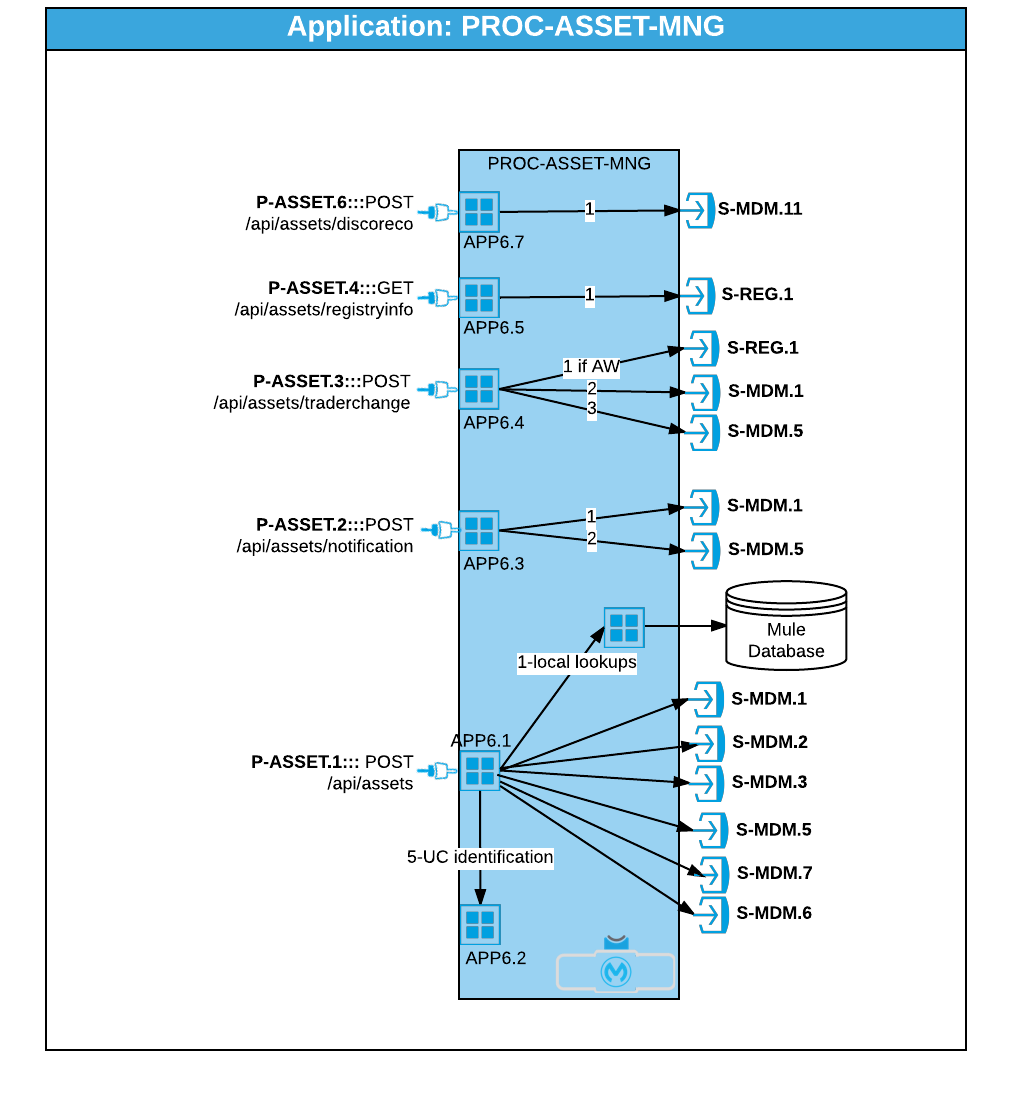 Application: PROC-ASSET-MNG
PROC-ASSET-MNG
P-ASSET.6:::POST
/api/assets/discoreco
APP6.7
1
S-MDM.11
P-ASSET.4:::GET
/api/assets/registryinfo
APP6.5
1
S-REG.1
P-ASSET.3:::POST
/api/assets/traderchange
APP6.4
1 if AW
2
3
S-REG.1
S-MDM.1
S-MDM.5
P-ASSET.2:::POST
/api/assets/notification
APP6.3
1
2
S-MDM.1
S-MDM.5
Mule
Database
1-local lookups
P-ASSET.1::: POST
/api/assets
APP6.1
S-MDM.1
S-MDM.2
S-MDM.3
S-MDM.5
S-MDM.7
S-MDM.6
5-UC identification
APP6.2